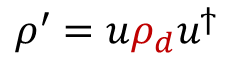 ρ′ = uρ_d u†